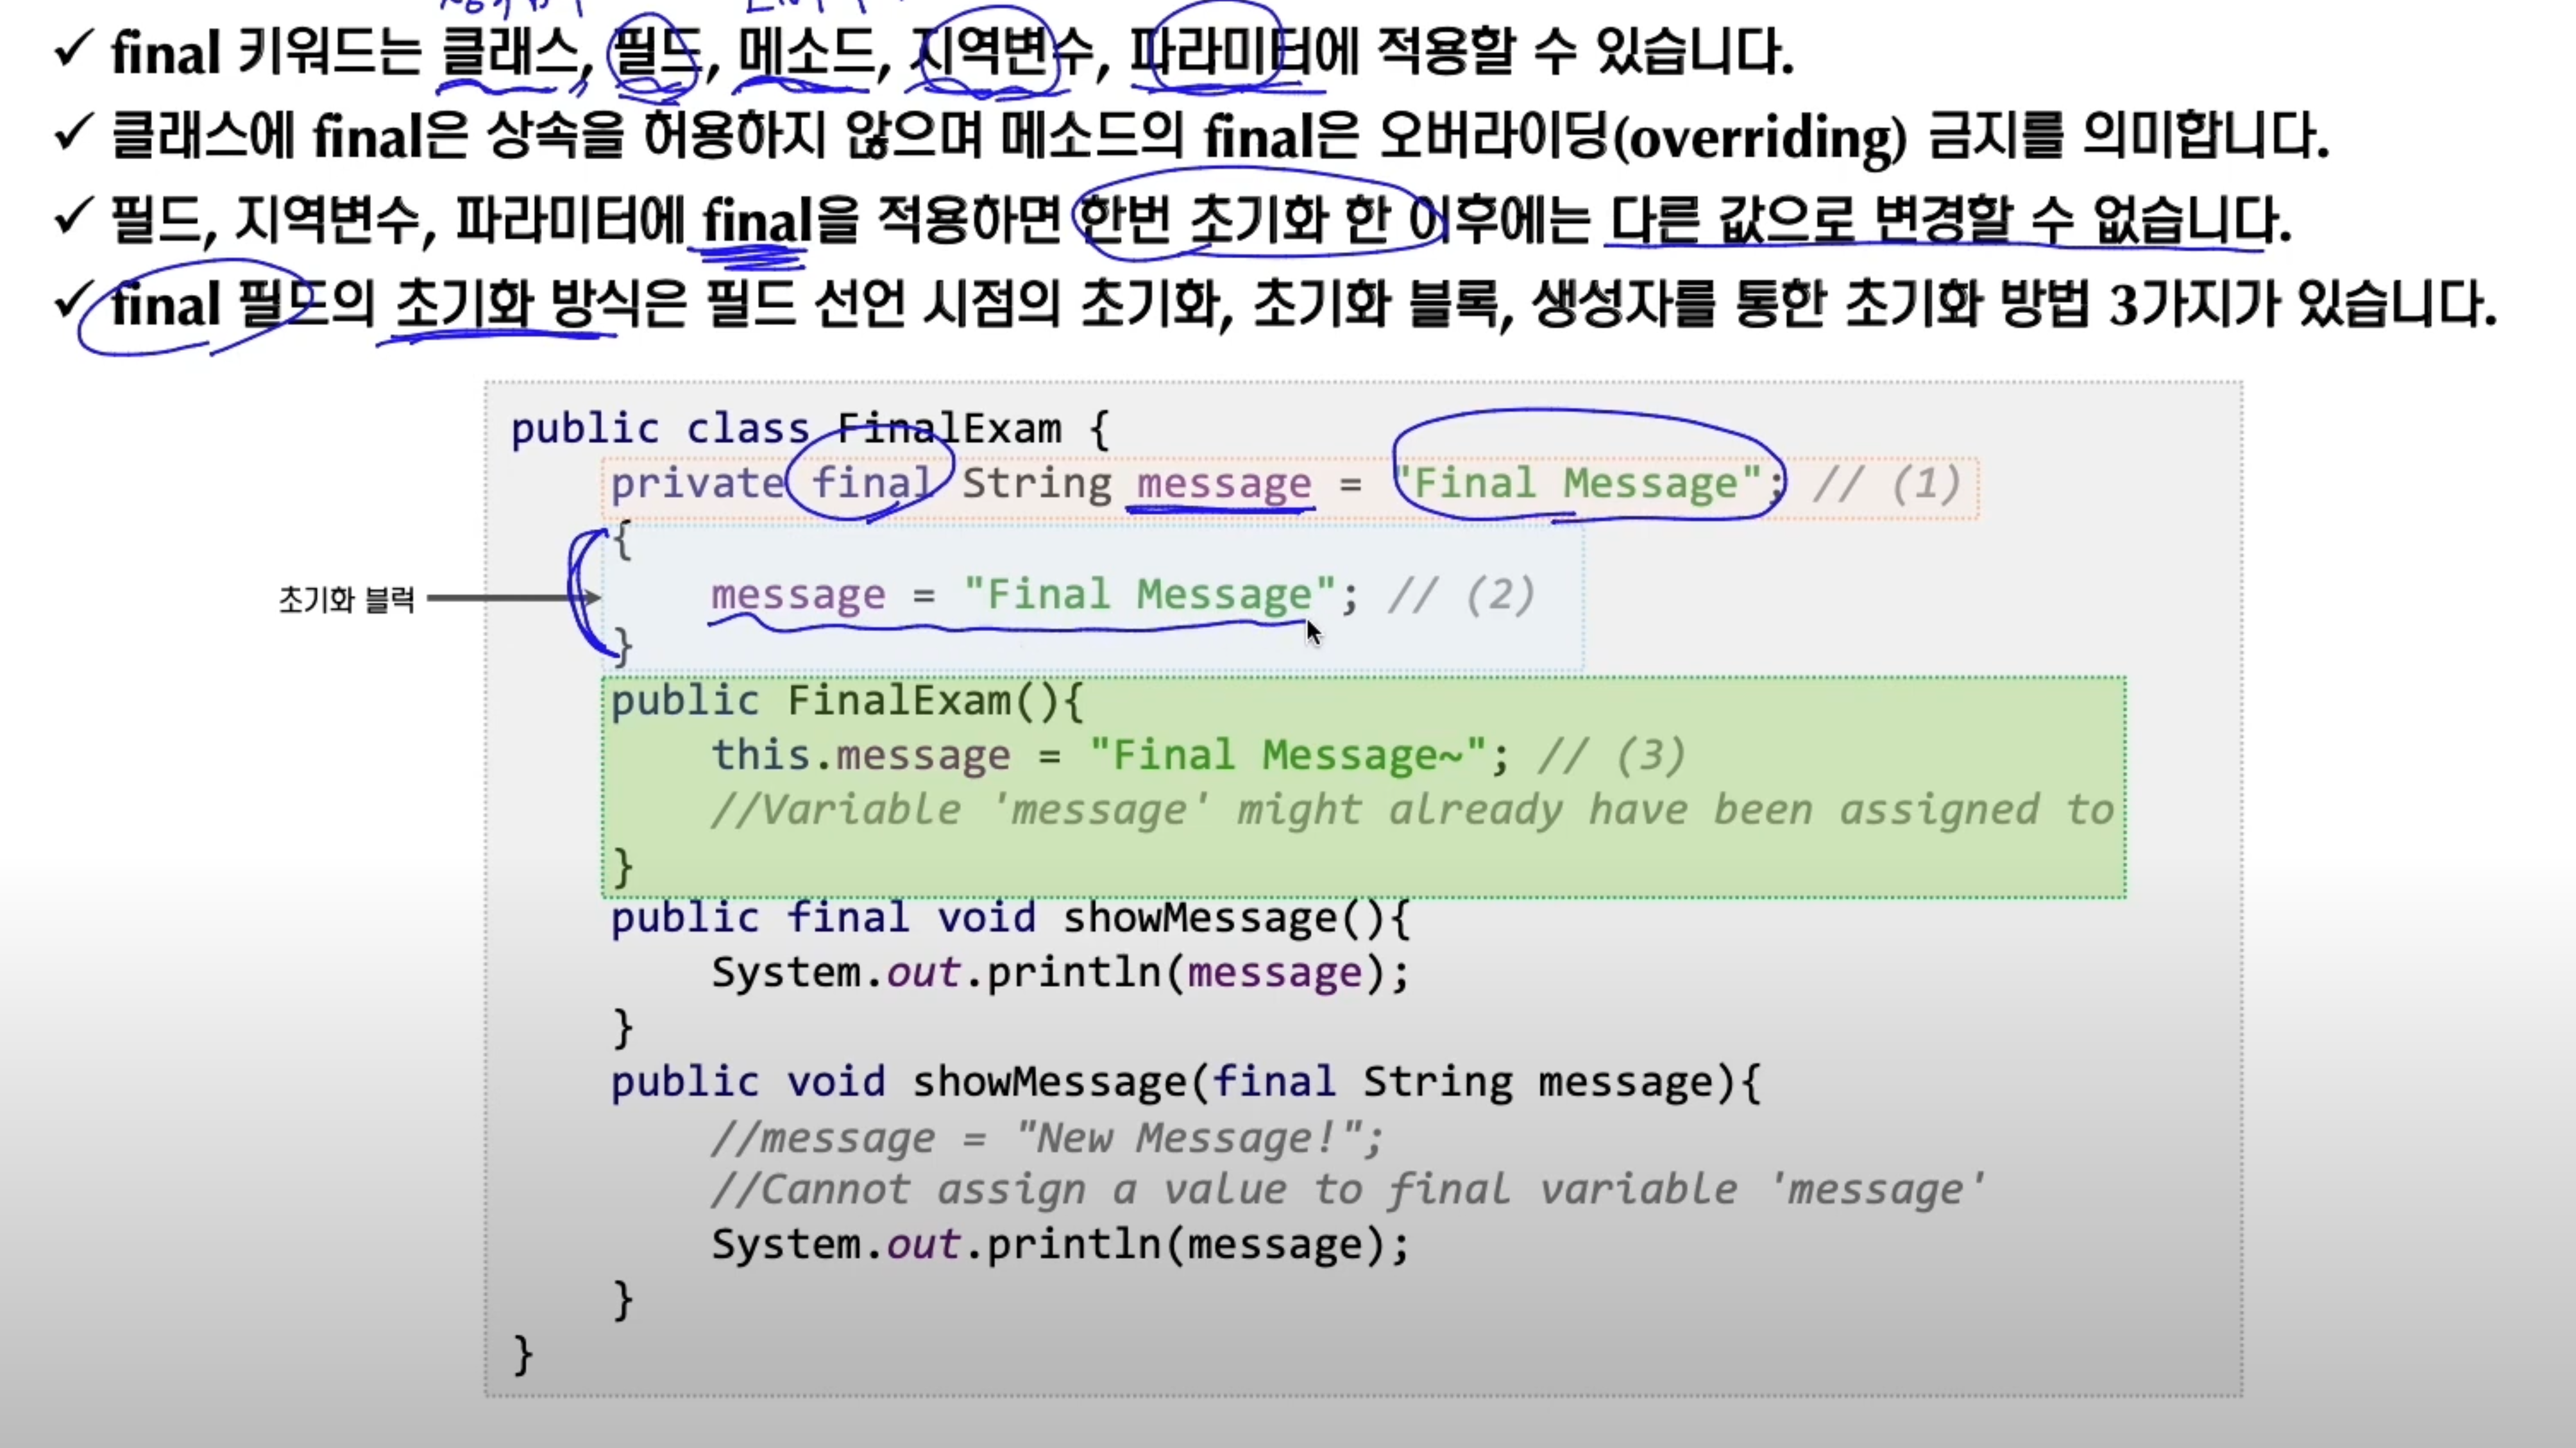 ✓ final 키워드는 클래스, 필드, 메소드, 지역변수, 파라미터에 적용할 수 있습니다.
✓ 클래스에 final은 상속을 허용하지 않으며 메소드의 final은 오버라이딩(overriding) 금지를 의미합니다.
✓ 필드, 지역변수, 파라미터에 final을 적용하면 한번 초기화 한 이후에는 다른 값으로 변경할 수 없습니다.
✓ final 필드의 초기화 방식은 필드 선언 시점의 초기화, 초기화 블록, 생성자를 통한 초기화 방법 3가지가 있습니다.
public class FinalExam {
private final String message = "Final Message"; // (1)
{
초기화 블럭
message = "Final Message"; // (2)
}
public FinalExam(){
this.message = "Final Message~"; // (3)
//Variable 'message' might already have been assigned to
}
public final void showMessage(){
System.out.println(message);
}
public void showMessage(final String message){
//message = "New Message!";
//Cannot assign a value to final variable 'message'
System.out.println(message);
}
}